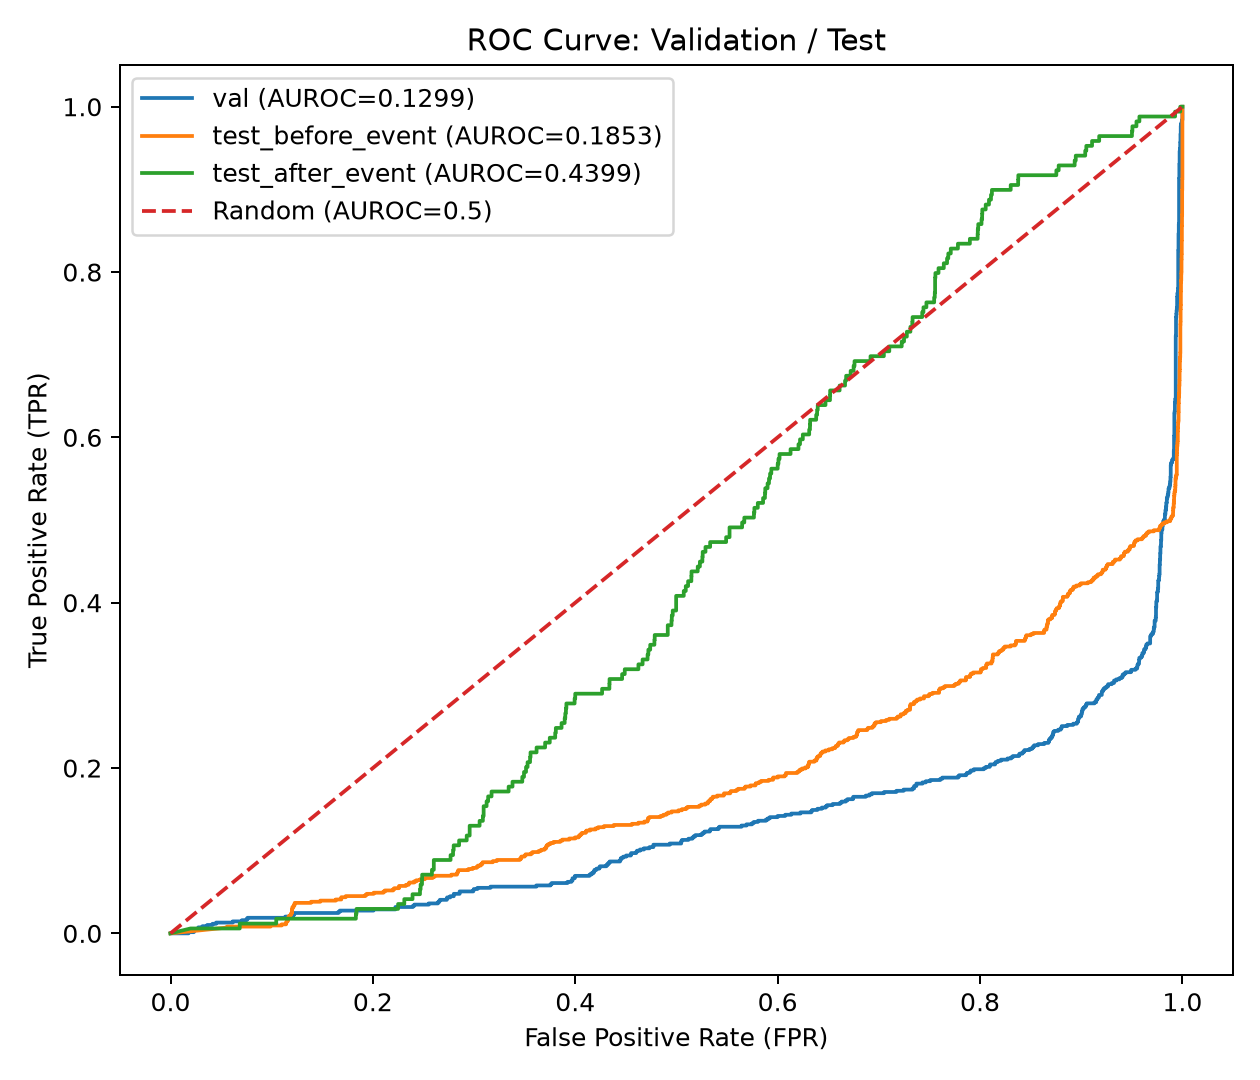 ROC Curve: Validation / Test
val (AUROC=0.1299)
test_before_event (AUROC=0.1853)
test_after_event (AUROC=0.4399)
Random (AUROC=0.5)
True Positive Rate (TPR)
1.0
0.8
0.6
0.4
0.2
0.0
0.0 0.2 0.4 0.6 0.8 1.0
False Positive Rate (FPR)